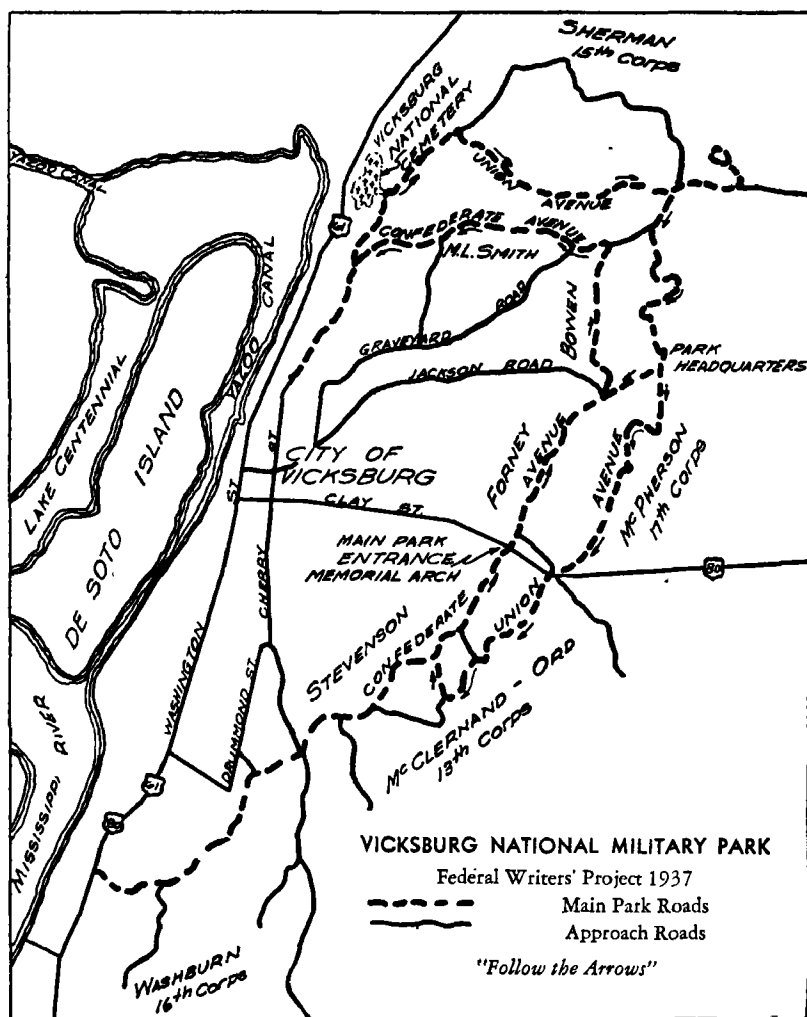 SHERMAN
15th Corps
VICKSBURG
NATIONAL
CEMETERY
YAZOO CANAL
UNION
AVENUE
61
CONFEDERATE AVENUE
M.L. SMITH
YAZOO CANAL
GRAVEYARD ROAD
BOWEN
JACKSON ROAD
PARK
HEADQUARTERS
LAKE CENTENNIAL
DE SOTO ISLAND
FORNEY
AVENUE
AVENUE
MCPHERSON
17th Corps
CITY OF
VICKSBURG
CLAY ST.
MAIN PARK
ENTRANCE
MEMORIAL ARCH
80
WASHINGTON ST
CHERRY ST.
STEVENSON
CONFEDERATE
UNION
DRUMMOND ST.
MCCLERNAND - ORD
13th Corps
MISSISSIPPI RIVER
61
80
WASHBURN
16th Corps
VICKSBURG NATIONAL MILITARY PARK
Federal Writers' Project 1937
Main Park Roads
Approach Roads
"Follow the Arrows"